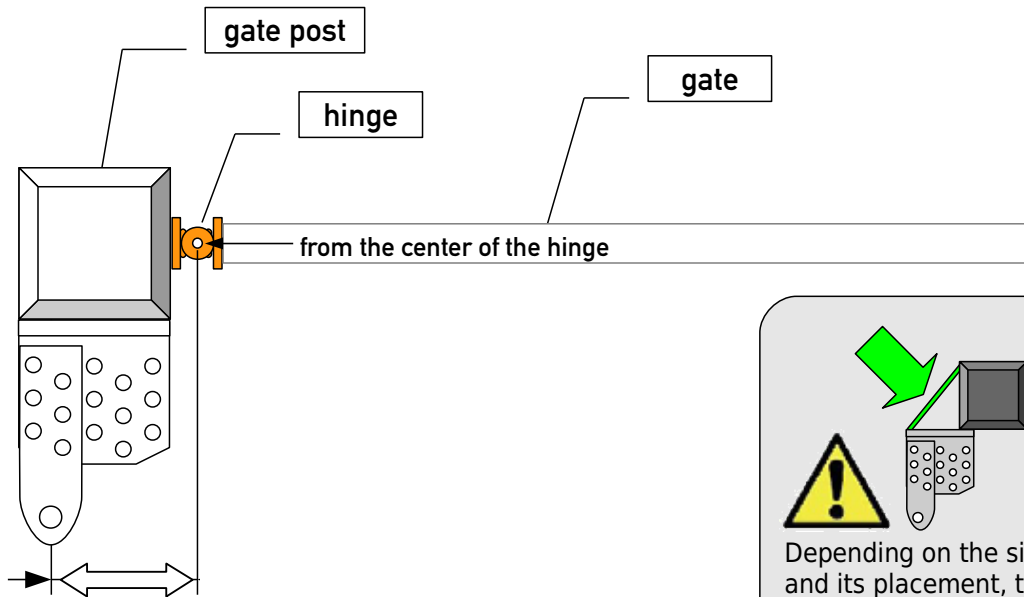 gate post
hinge
gate
from the center of the hinge
Depending on the si
and its placement, t